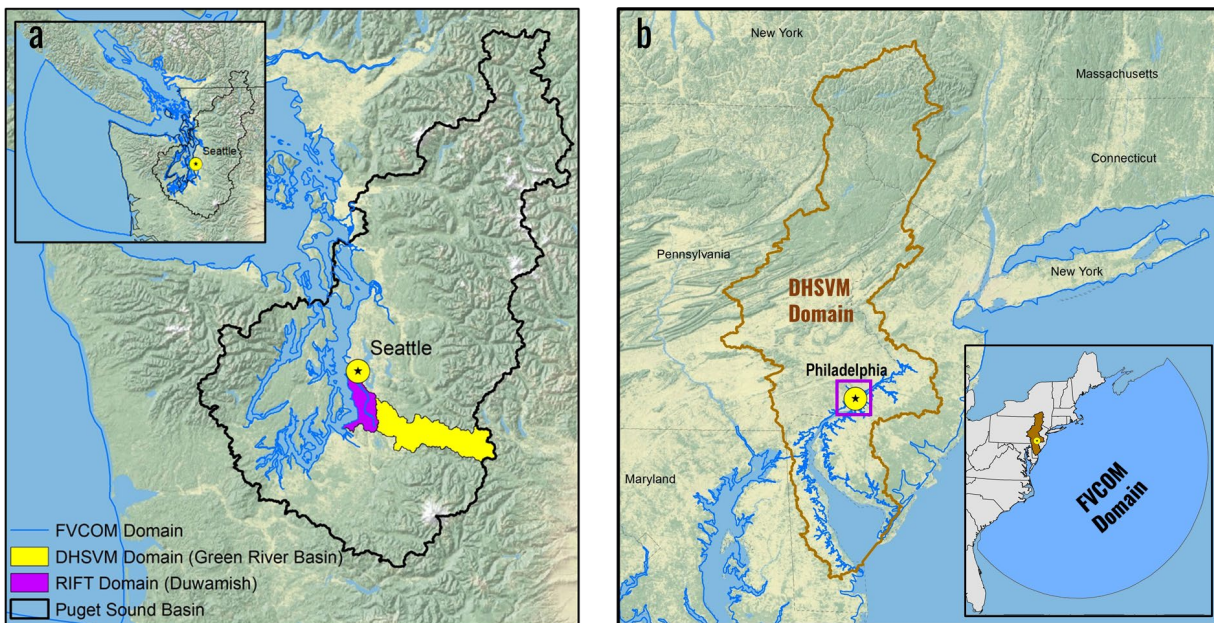 a
Seattle
Seattle
FVCOM Domain
DHSVM Domain (Green River Basin)
RIFT Domain (Duwamish)
Puget Sound Basin
b
New York
Massachusetts
Connecticut
Pennsylvania
New York
DHSVM
Domain
Philadelphia
Maryland
FVCOM
Domain